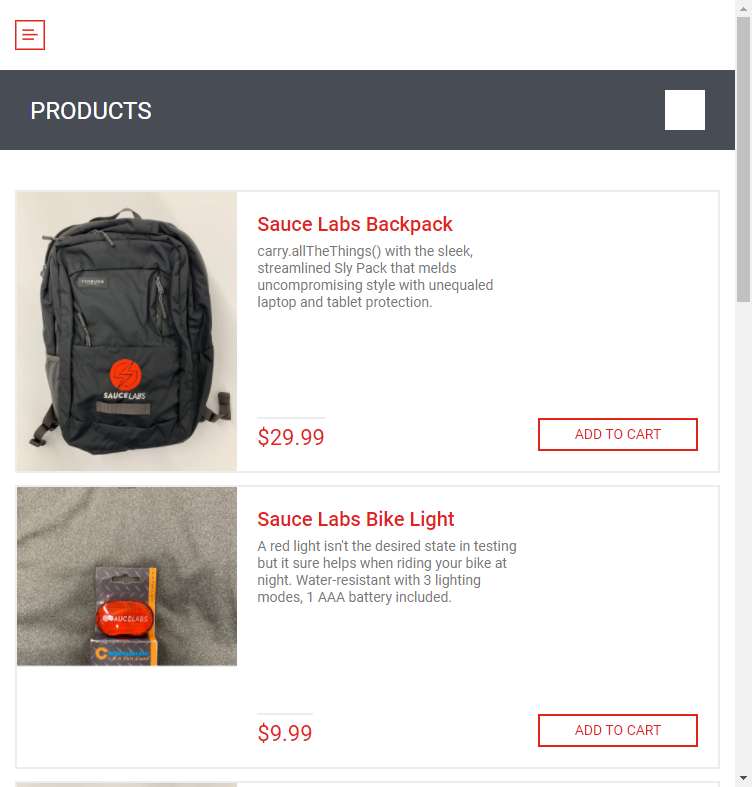 PRODUCTS
Sauce Labs Backpack
carry.allTheThings() with the sleek,
streamlined Sly Pack that melds
uncompromising style with unequaled
laptop and tablet protection.
SAUCELABS
$29.99
ADD TO CART
Sauce Labs Bike Light
A red light isn't the desired state in testing
but it sure helps when riding your bike at
night. Water-resistant with 3 lighting
modes, 1 AAA battery included.
SAUCELABS
$9.99
ADD TO CART